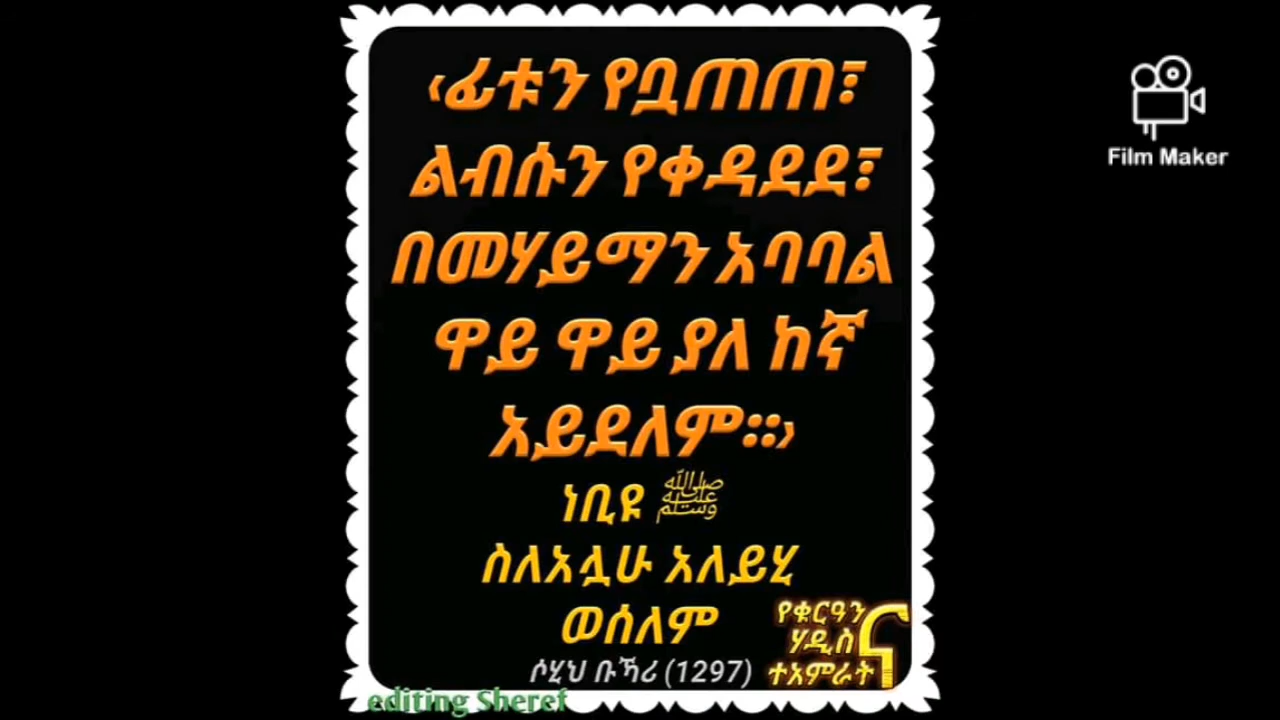 ‹ፊቱን የቧጠጠ፣
ልብሱን የቀዳደደ፣
በመሃይማን አባባል
ዋይ ዋይ ያለ ከኛ
አይደለም።›
ነቢዩ ﷺ
ስለአሏሁ አለይሂ
ወሰለም
ሶሂህ ቡኻሪ (1297)
የቁርዓን
ሃዲስ
ና
ተአምራት
editing Sheref
Film Maker